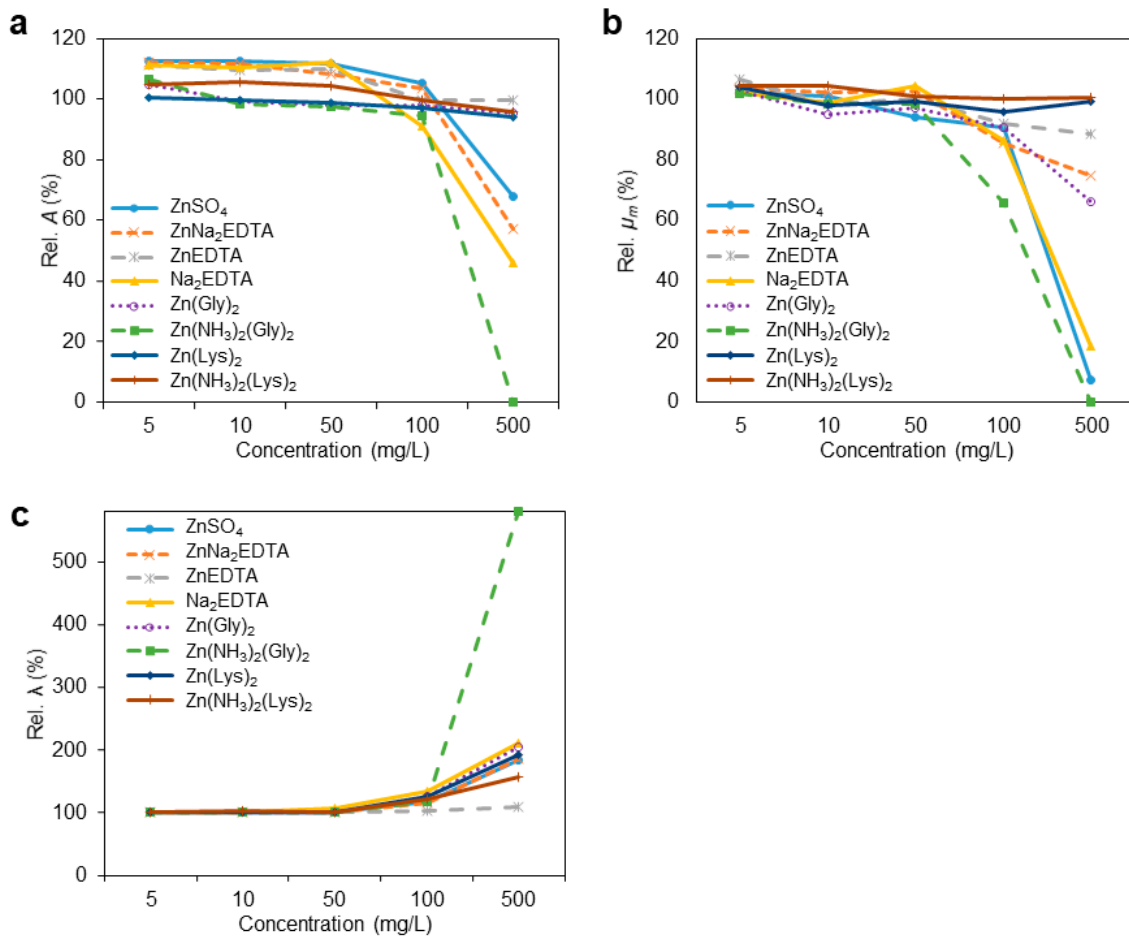 a
Rel. A (%)
120
100
80
60
40
20
0
ZnSO₄
ZnNa₂EDTA
ZnEDTA
Na₂EDTA
Zn(Gly)₂
Zn(NH₃)₂(Gly)₂
Zn(Lys)₂
Zn(NH₃)₂(Lys)₂
5 10 50 100 500
Concentration (mg/L)
b
Rel. μₘ (%)
120
100
80
60
40
20
0
ZnSO₄
ZnNa₂EDTA
ZnEDTA
Na₂EDTA
Zn(Gly)₂
Zn(NH₃)₂(Gly)₂
Zn(Lys)₂
Zn(NH₃)₂(Lys)₂
5 10 50 100 500
Concentration (mg/L)
c
Rel. λ (%)
500
400
300
200
100
0
ZnSO₄
ZnNa₂EDTA
ZnEDTA
Na₂EDTA
Zn(Gly)₂
Zn(NH₃)₂(Gly)₂
Zn(Lys)₂
Zn(NH₃)₂(Lys)₂
5 10 50 100 500
Concentration (mg/L)